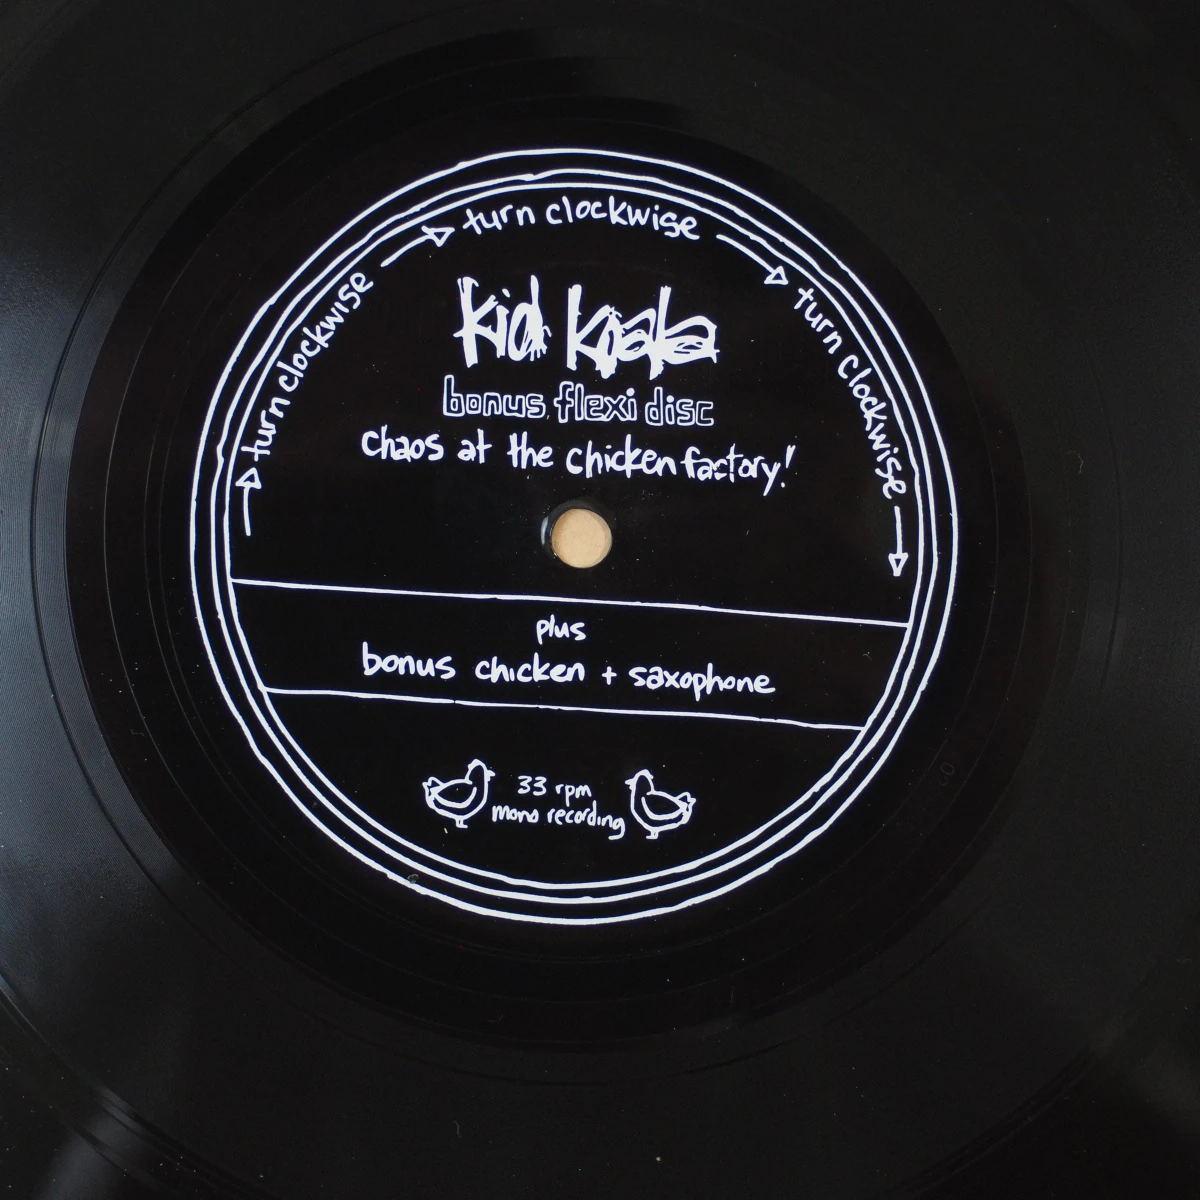 turn clockwise
turn clockwise
turn clockwise
kid koala
bonus flexi disc
chaos at the chicken factory!
plus
bonus chicken + saxophone
33 rpm
mono recording